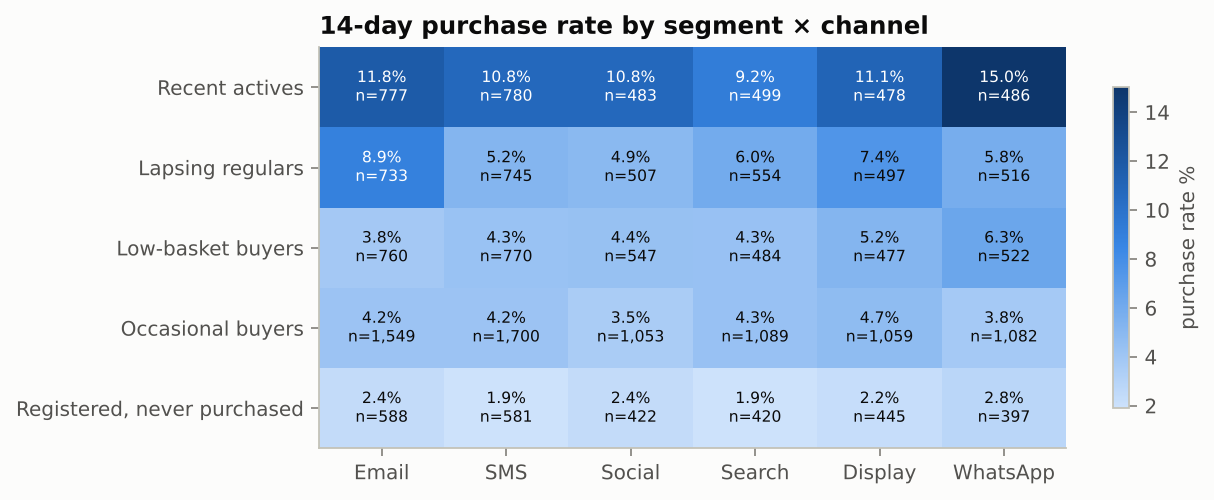 14-day purchase rate by segment × channel
Recent actives
11.8% 10.8% 10.8% 9.2% 11.1% 15.0%
n=777 n=780 n=483 n=499 n=478 n=486
Lapsing regulars
8.9% 5.2% 4.9% 6.0% 7.4% 5.8%
n=733 n=745 n=507 n=554 n=497 n=516
Low-basket buyers
3.8% 4.3% 4.4% 4.3% 5.2% 6.3%
n=760 n=770 n=547 n=484 n=477 n=522
Occasional buyers
4.2% 4.2% 3.5% 4.3% 4.7% 3.8%
n=1,549 n=1,700 n=1,053 n=1,089 n=1,059 n=1,082
Registered, never purchased
2.4% 1.9% 2.4% 1.9% 2.2% 2.8%
n=588 n=581 n=422 n=420 n=445 n=397
Email SMS Social Search Display WhatsApp
14
12
10
8
6
4
2
purchase rate %